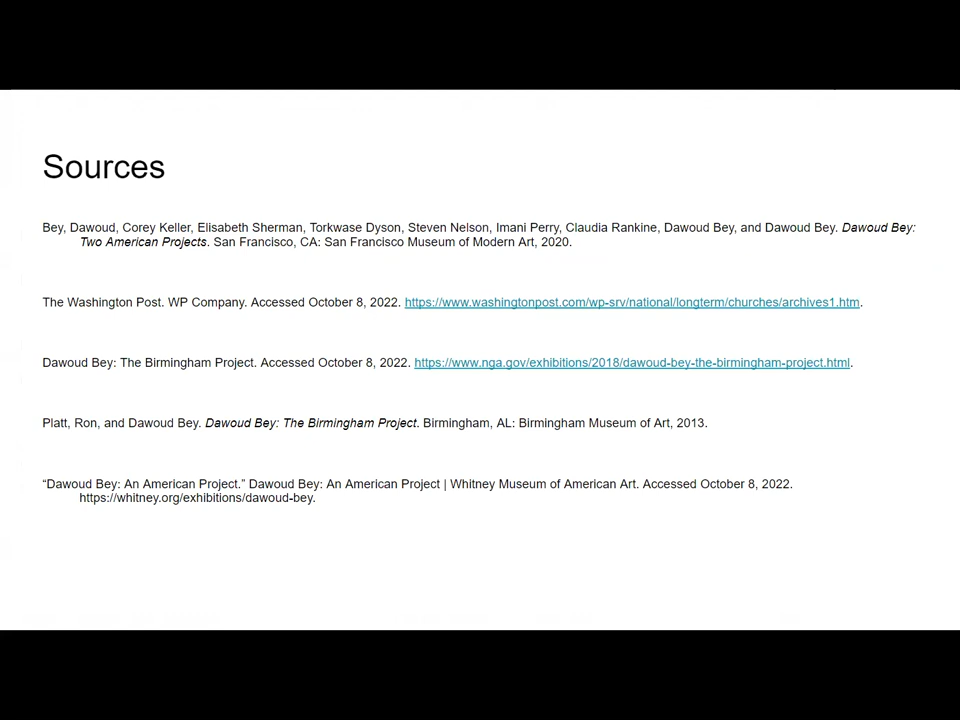 Sources
Bey, Dawoud, Corey Keller, Elisabeth Sherman, Torkwase Dyson, Steven Nelson, Imani Perry, Claudia Rankine, Dawoud Bey, and Dawoud Bey. Dawoud Bey:
Two American Projects. San Francisco, CA: San Francisco Museum of Modern Art, 2020.
The Washington Post. WP Company. Accessed October 8, 2022. https://www.washingtonpost.com/wp-srv/national/longterm/churches/archives1.htm.
Dawoud Bey: The Birmingham Project. Accessed October 8, 2022. https://www.nga.gov/exhibitions/2018/dawoud-bey-the-birmingham-project.html.
Platt, Ron, and Dawoud Bey. Dawoud Bey: The Birmingham Project. Birmingham, AL: Birmingham Museum of Art, 2013.
“Dawoud Bey: An American Project.” Dawoud Bey: An American Project | Whitney Museum of American Art. Accessed October 8, 2022.
https://whitney.org/exhibitions/dawoud-bey.